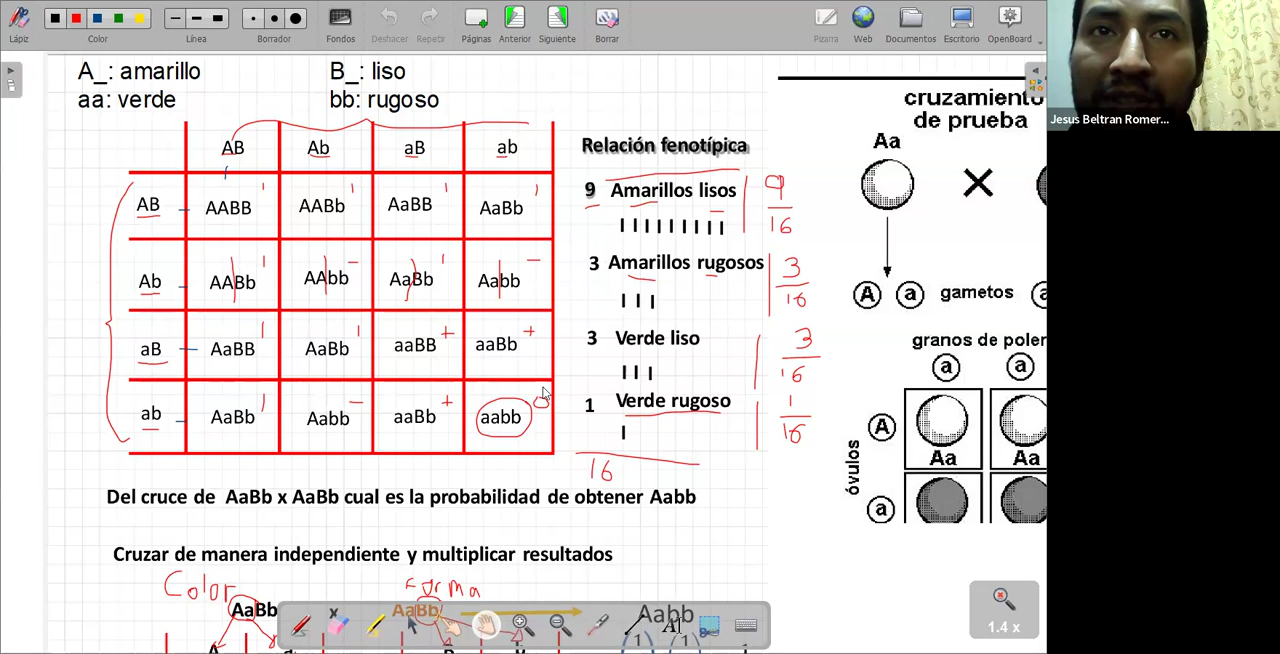 Lápiz Color Línea Borrador Fondos Deshacer Repetir Páginas Anterior Siguiente Borrar Pizarra Web Documentos Escritorio OpenBoard
Jesus Beltran Romer...
A_: amarillo B_: liso
aa: verde bb: rugoso
AB Ab aB ab
AB AABB AABb AaBB AaBb
Ab AABb AAbb AaBb Aabb
aB AaBB AaBb aaBB aaBb
ab AaBb Aabb aaBb aabb
Relación fenotípica
9 Amarillos lisos 9/16
3 Amarillos rugosos 3/16
3 Verde liso 3/16
1 Verde rugoso 1/16
16
Del cruce de AaBb x AaBb cual es la probabilidad de obtener Aabb
Cruzar de manera independiente y multiplicar resultados
Color Forma
AaBb AaBb Aabb
cruzamiento
de prueba
Aa
A a gametos a
granos de poler
a a
óvulos
A
Aa Aa
a
1.4 x